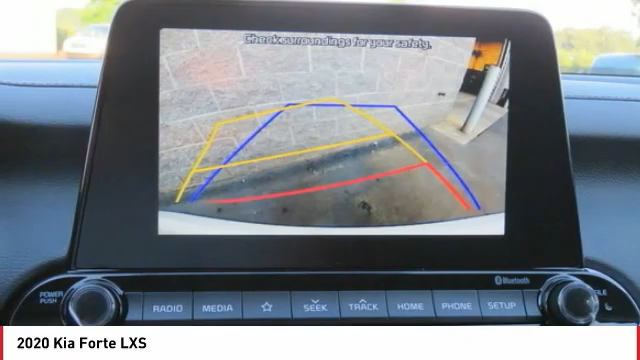 Check surroundings for your safety.
Bluetooth
POWER
PUSH
RADIO MEDIA SEEK TRACK HOME PHONE SETUP
2020 Kia Forte LXS